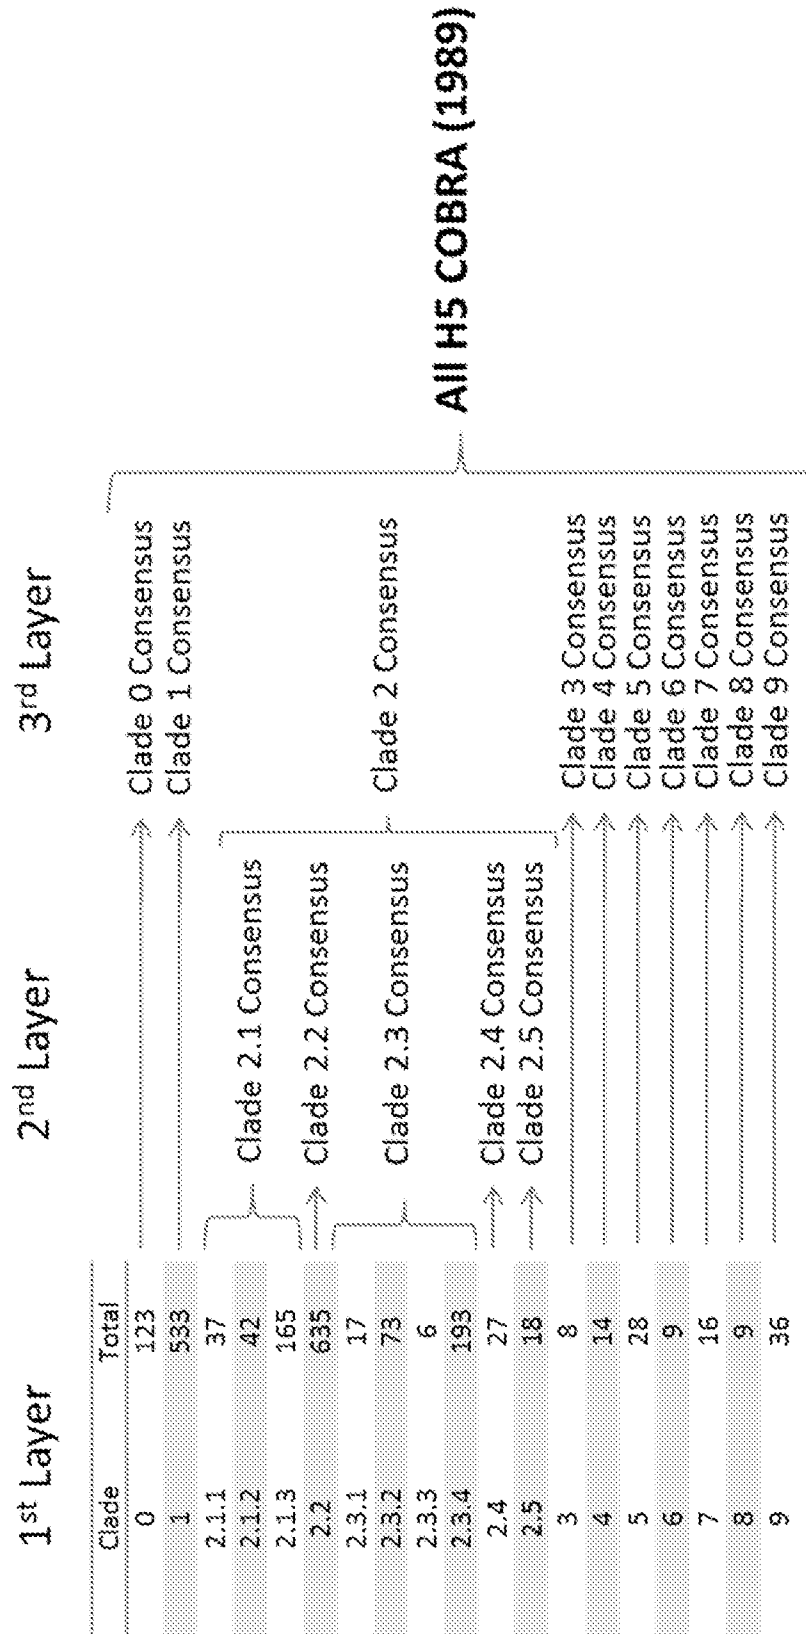 1st Layer 2nd Layer 3rd Layer
Clade Total
0 123 Clade 0 Consensus
1 533 Clade 1 Consensus
2.1.1 37
2.1.2 42 Clade 2.1 Consensus
2.1.3 165
2.2 635 Clade 2.2 Consensus
2.3.1 17
2.3.2 73 Clade 2.3 Consensus Clade 2 Consensus
2.3.3 6
2.3.4 193
2.4 27 Clade 2.4 Consensus
2.5 18 Clade 2.5 Consensus
3 8 Clade 3 Consensus
4 14 Clade 4 Consensus
5 28 Clade 5 Consensus
6 9 Clade 6 Consensus
7 16 Clade 7 Consensus
8 9 Clade 8 Consensus
9 36 Clade 9 Consensus
All H5 COBRA (1989)